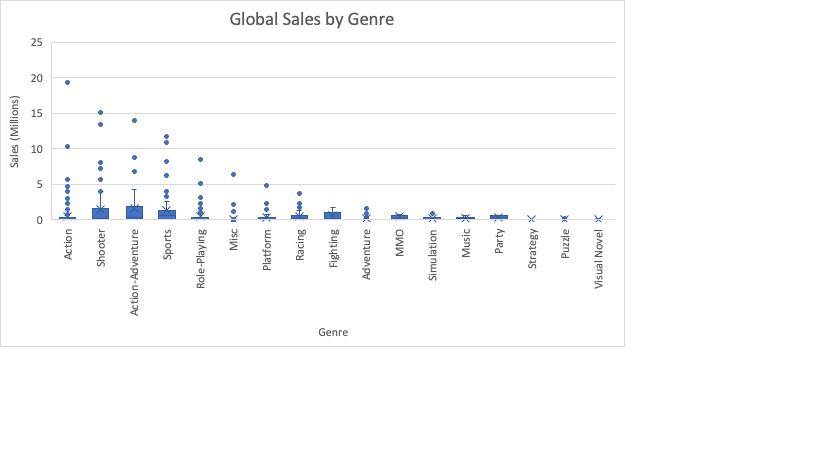 Global Sales by Genre
25
20
15
10
5
0
Sales (Millions)
Action
Shooter
Action-Adventure
Sports
Role-Playing
Misc
Platform
Racing
Fighting
Adventure
MMO
Simulation
Music
Party
Strategy
Puzzle
Visual Novel
Genre